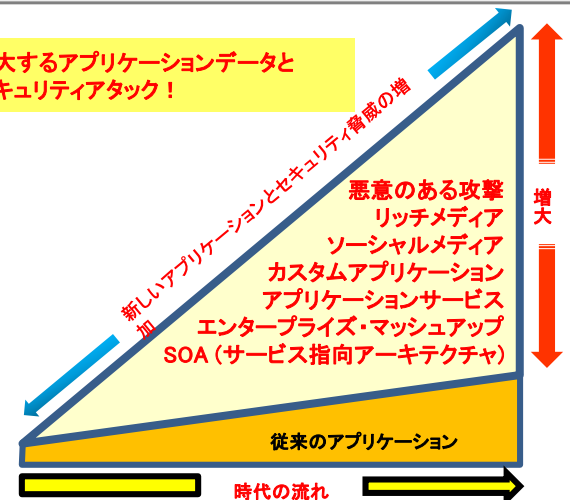 大するアプリケーションデータと
キュリティアタック！
新しいアプリケーションとセキュリティ脅威の増
加
悪意のある攻撃
リッチメディア
ソーシャルメディア
カスタムアプリケーション
アプリケーションサービス
エンタープライズ・マッシュアップ
SOA（サービス指向アーキテクチャ）
増
大
従来のアプリケーション
時代の流れ